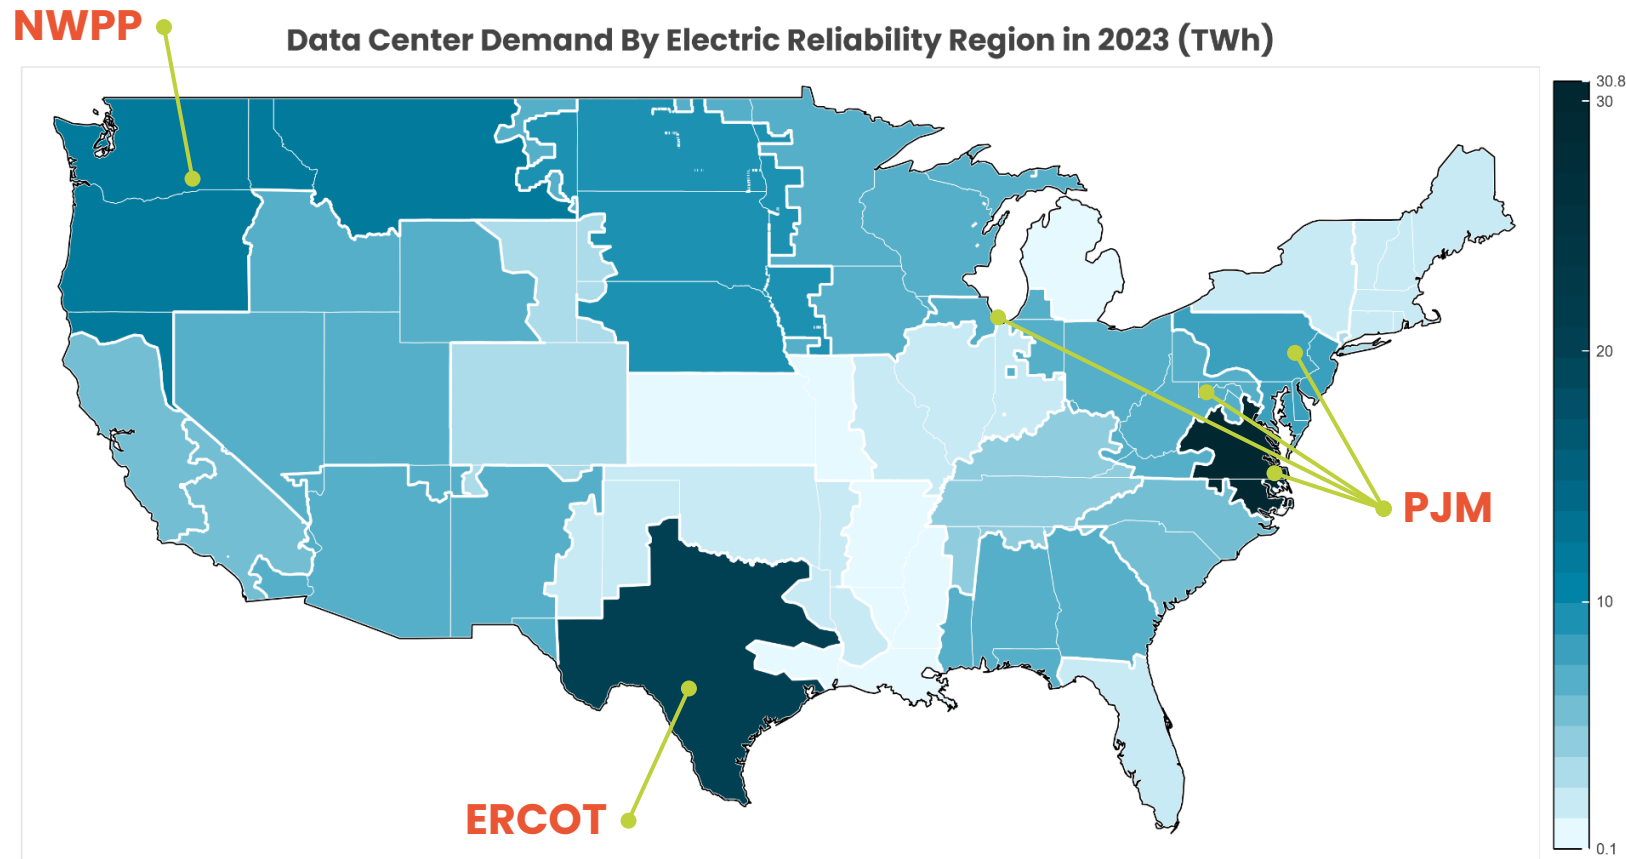 NWPP
Data Center Demand By Electric Reliability Region in 2023 (TWh)
30.8
30
20
PJM
10
ERCOT
0.1